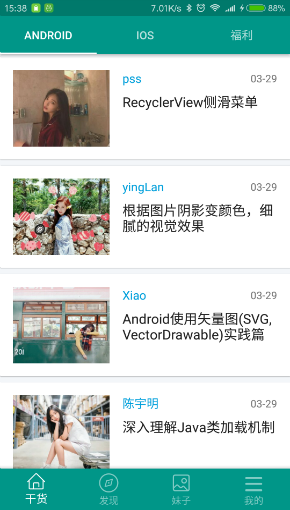 15:38 7.01K/s 88%
ANDROID IOS 福利
pss 03-29
RecyclerView侧滑菜单
yingLan 03-29
根据图片阴影变颜色，细
腻的视觉效果
Xiao 03-29
Android使用矢量图(SVG,
VectorDrawable)实践篇
陈宇明 03-29
深入理解Java类加载机制
干货 发现 妹子 我的